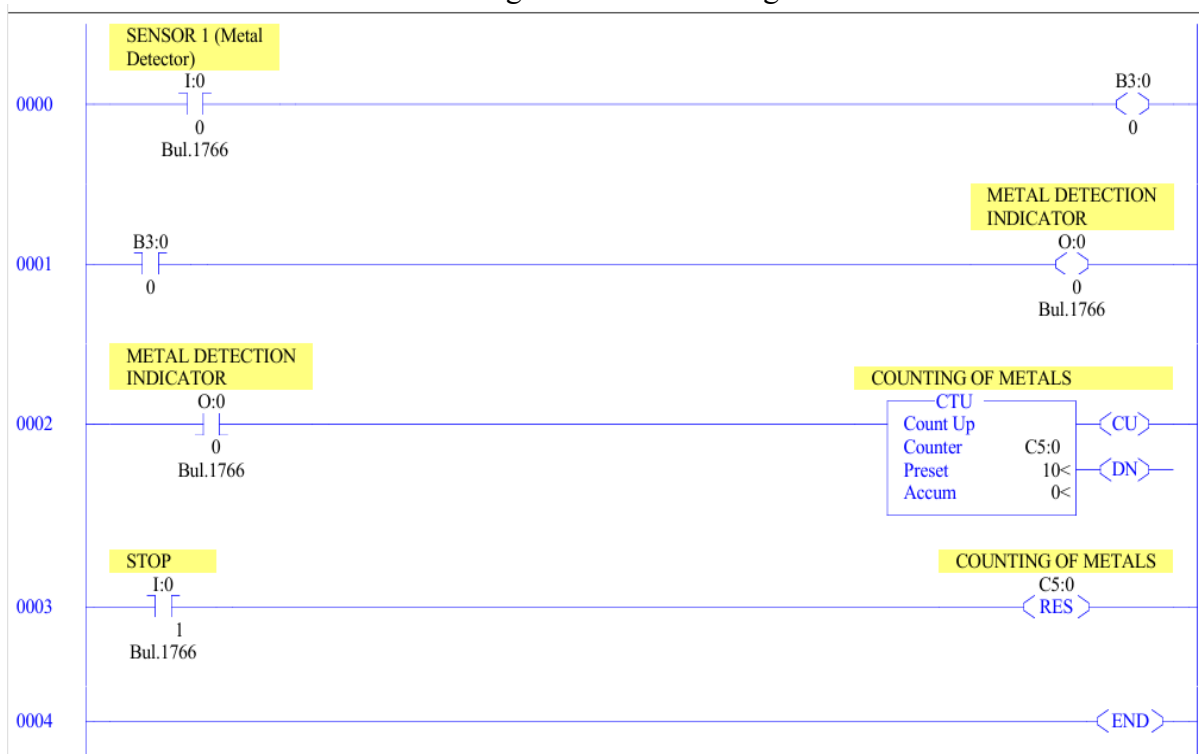 SENSOR 1 (Metal
Detector)
I:0
B3:0
0000
0
0
Bul.1766
METAL DETECTION
INDICATOR
B3:0
O:0
0001
0
0
Bul.1766
METAL DETECTION
INDICATOR
COUNTING OF METALS
O:0
CTU
0002
Count Up
CU
0
Counter C5:0
Bul.1766
Preset 10<
DN
Accum 0<
STOP
COUNTING OF METALS
I:0
C5:0
0003
RES
1
Bul.1766
0004
END